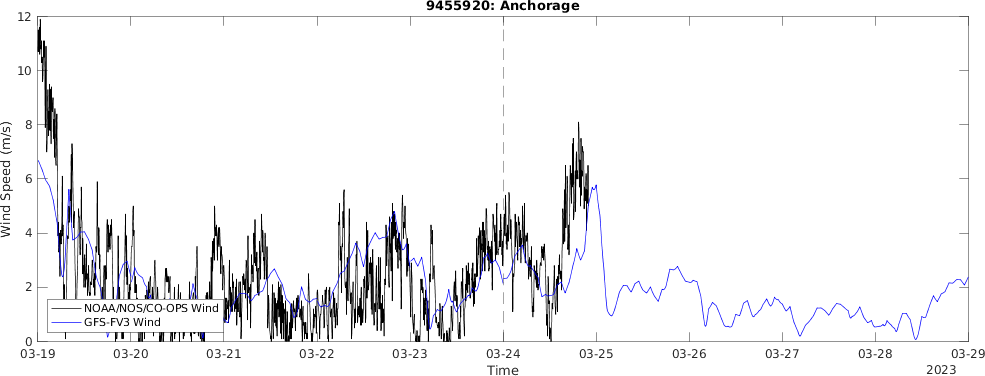 9455920: Anchorage
12
10
8
6
4
2
0
Wind Speed (m/s)
NOAA/NOS/CO-OPS Wind
GFS-FV3 Wind
03-19 03-20 03-21 03-22 03-23 03-24 03-25 03-26 03-27 03-28 03-29
Time
2023